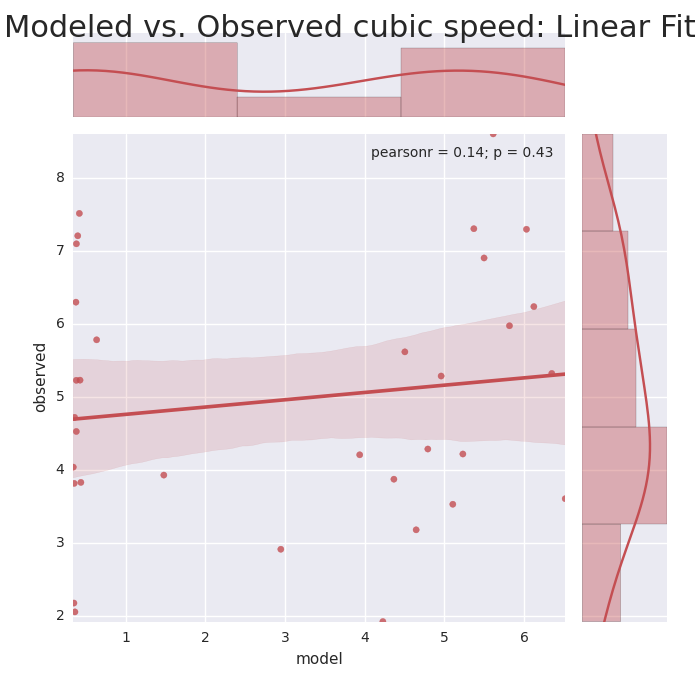 Modeled vs. Observed cubic speed: Linear Fit
pearsonr = 0.14; p = 0.43
8
7
6
5
4
3
2
observed
1 2 3 4 5 6
model